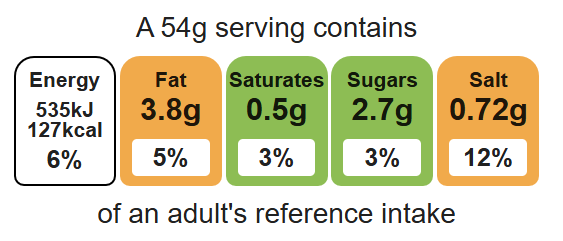 A 54g serving contains
Energy
535kJ
127kcal
6%
Fat
3.8g
5%
Saturates
0.5g
3%
Sugars
2.7g
3%
Salt
0.72g
12%
of an adult's reference intake